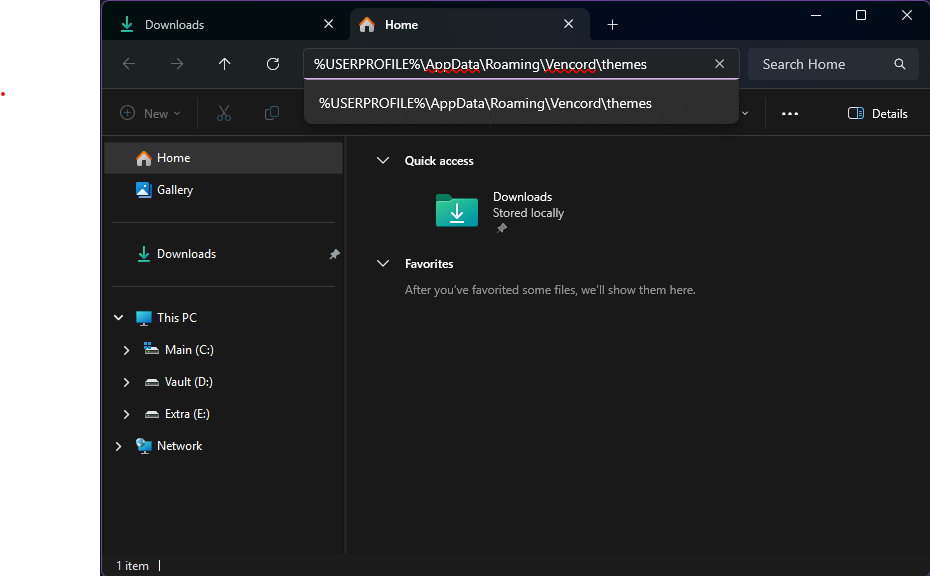 Downloads
Home
%USERPROFILE%\AppData\Roaming\Vencord\themes
Search Home
%USERPROFILE%\AppData\Roaming\Vencord\themes
New
Details
Home
Gallery
Downloads
This PC
Main (C:)
Vault (D:)
Extra (E:)
Network
Quick access
Downloads
Stored locally
Favorites
After you've favorited some files, we'll show them here.
1 item